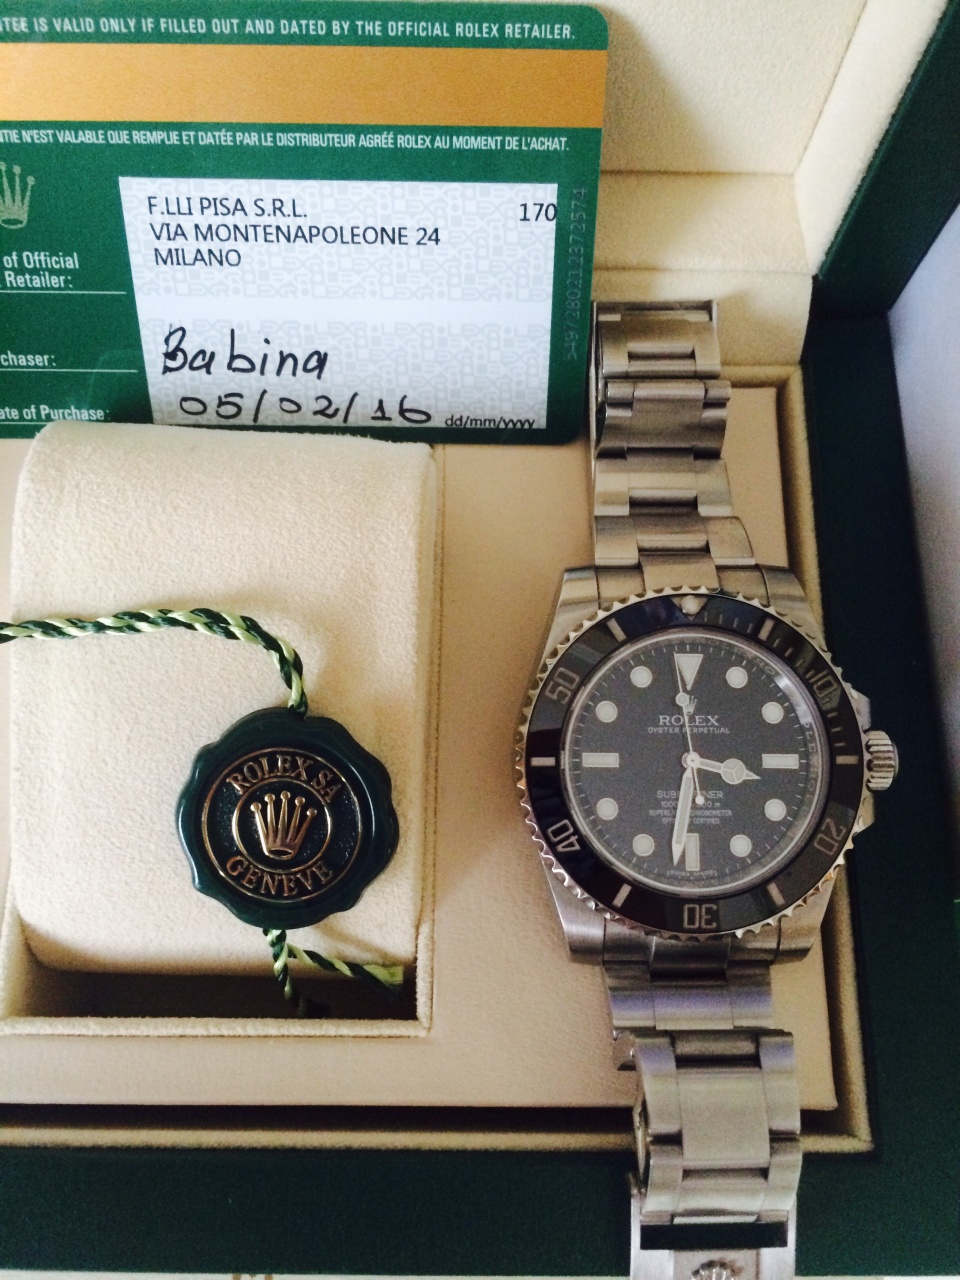 TEE IS VALID ONLY IF FILLED OUT AND DATED BY THE OFFICIAL ROLEX RETAILER.
TIE N'EST VALABLE QUE REMPLIE ET DATÉE PAR LE DISTRIBUTEUR AGRÉÉ ROLEX AU MOMENT DE L'ACHAT.
F.LLI PISA S.R.L. 170
VIA MONTENAPOLEONE 24
MILANO
of Official
Retailer:
chaser:
Babina
ate of Purchase:
05/02/16
dd/mm/yyyy
ROLEX SA
GENEVE
50
10
20
30
40
ROLEX
OYSTER PERPETUAL